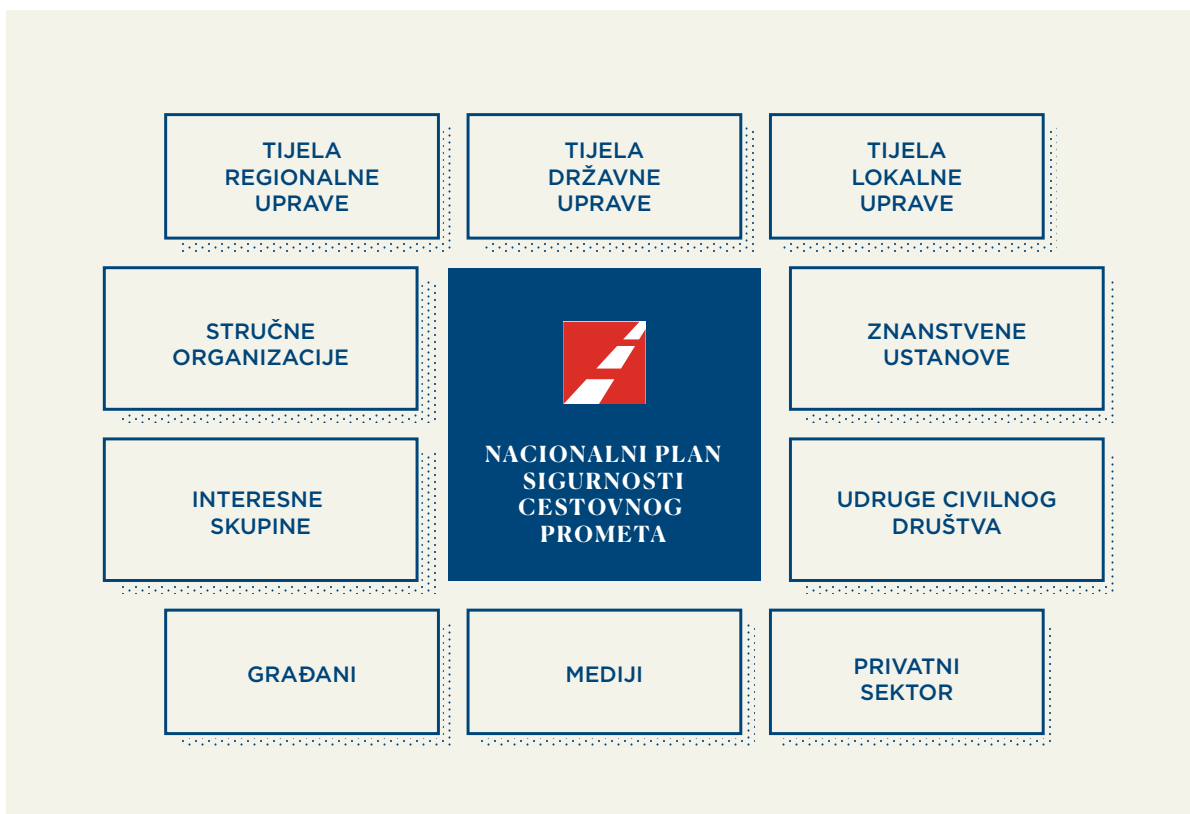 TIJELA
REGIONALNE
UPRAVE
TIJELA
DRŽAVNE
UPRAVE
TIJELA
LOKALNE
UPRAVE
STRUČNE
ORGANIZACIJE
NACIONALNI PLAN
SIGURNOSTI
CESTOVNOG
PROMETA
ZNANSTVENE
USTANOVE
INTERESNE
SKUPINE
UDRUGE CIVILNOG
DRUŠTVA
GRAĐANI
MEDIJI
PRIVATNI
SEKTOR